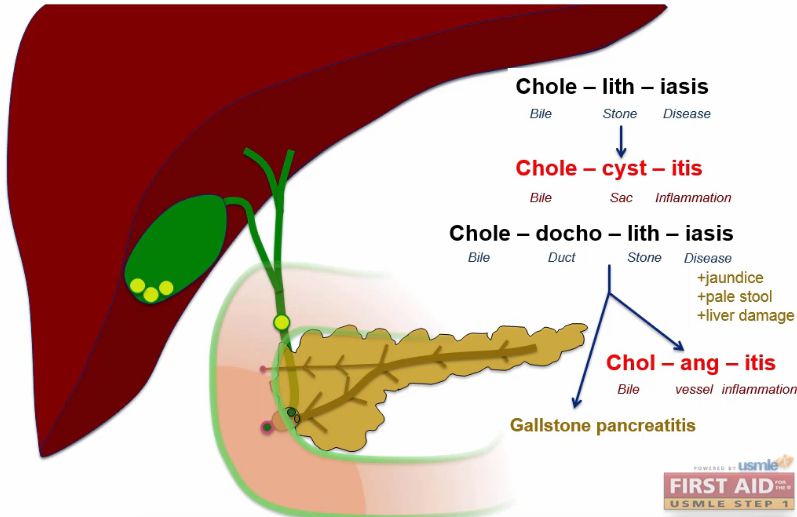 Chole – lith – iasis
Bile Stone Disease
Chole – cyst – itis
Bile Sac Inflammation
Chole – docho – lith – iasis
Bile Duct Stone Disease
+jaundice
+pale stool
+liver damage
Chol – ang – itis
Bile vessel inflammation
Gallstone pancreatitis
POWERED BY usmle
FIRST AID FOR THE
USMLE STEP 1